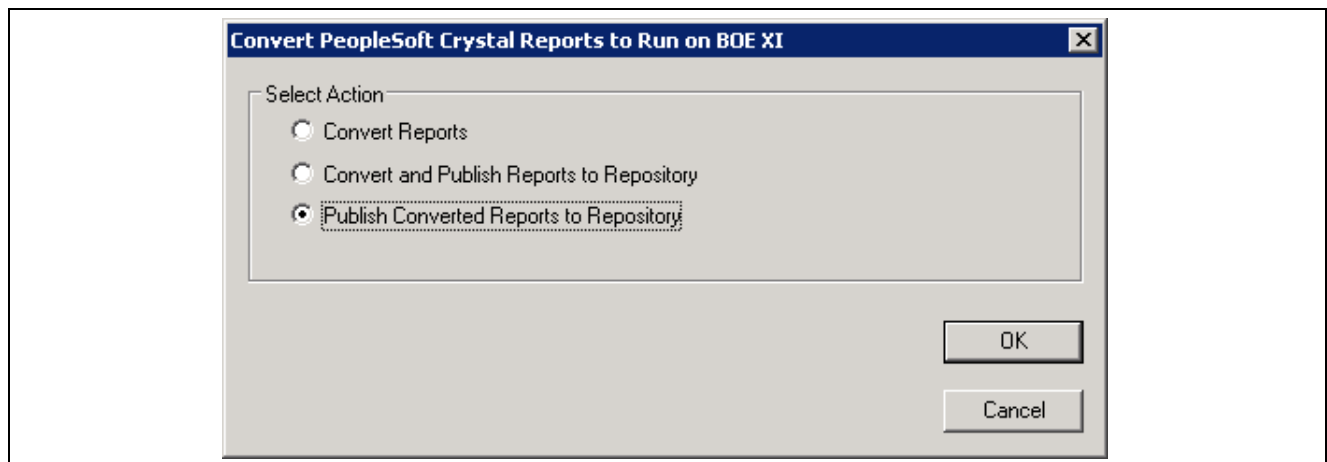 Convert PeopleSoft Crystal Reports to Run on BOE XI
Select Action
Convert Reports
Convert and Publish Reports to Repository
Publish Converted Reports to Repository
OK
Cancel